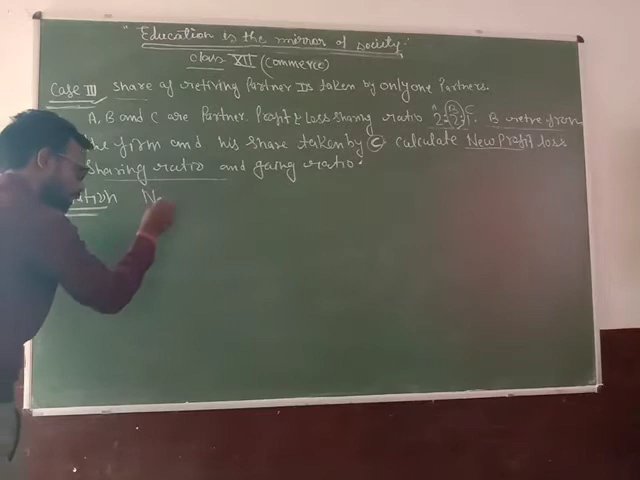 "Education is the mirror of society."
class XII (commerce)
Case III share of retiring Partner Is taken by only one Partners.
A, B and C are Partner. Profit & Loss sharing ratio A B C 2:2:1. B retire from
the firm and his share taken by C. Calculate New Profit loss
sharing ratio and gaing ratio.